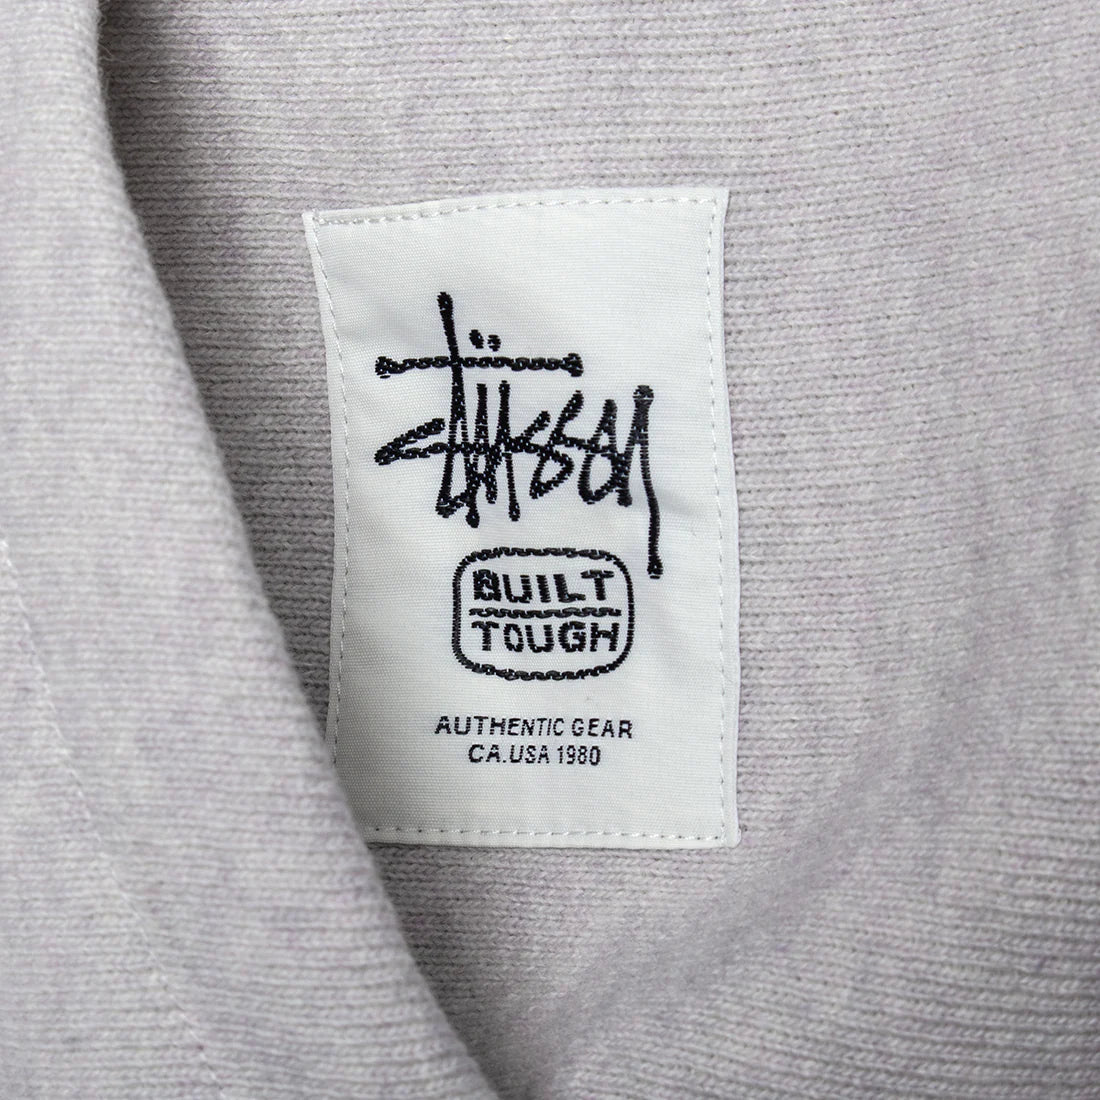 Stüssy
BUILT
TOUGH
AUTHENTIC GEAR
CA.USA 1980